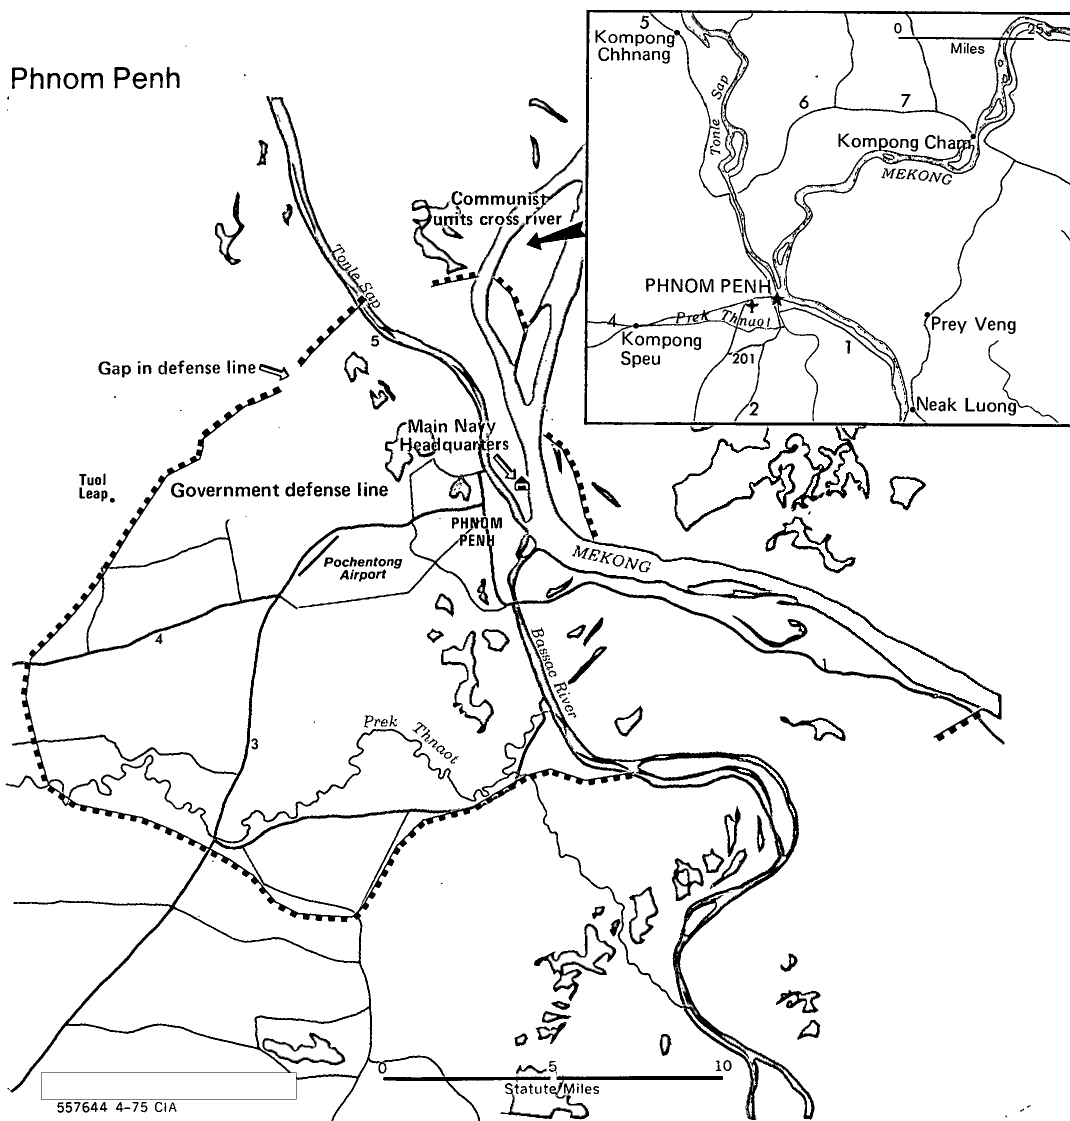 Phnom Penh
5
Kompong
Chhnang
0 25
Miles
Tonle Sap
6
7
Kompong Cham
MEKONG
PHNOM PENH
4
Prek Thnaot
Kompong
Speu
201
2
1
Prey Veng
Neak Luong
Communist
units cross river
Tonle Sap
5
Gap in defense line
Main Navy
Headquarters
Tuol
Leap
Government defense line
PHNOM
PENH
Pochentong
Airport
MEKONG
4
Bassac River
1
3
Prek Thnaot
0 5 10
Statute Miles
557644 4-75 CIA